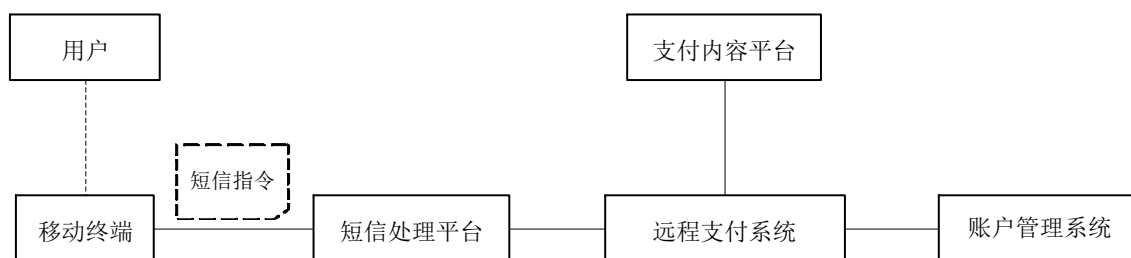 用户
支付内容平台
短信指令
移动终端
短信处理平台
远程支付系统
账户管理系统